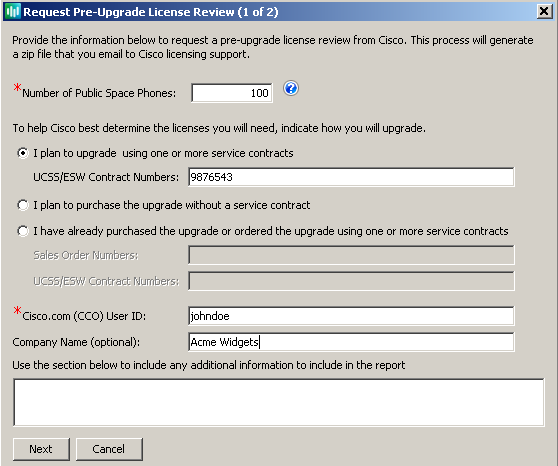 Request Pre-Upgrade License Review (1 of 2)
Provide the information below to request a pre-upgrade license review from Cisco. This process will generate
a zip file that you email to Cisco licensing support.
*Number of Public Space Phones: 100 ?
To help Cisco best determine the licenses you will need, indicate how you will upgrade.
I plan to upgrade using one or more service contracts
UCSS/ESW Contract Numbers: 9876543
I plan to purchase the upgrade without a service contract
I have already purchased the upgrade or ordered the upgrade using one or more service contracts
Sales Order Numbers:
UCSS/ESW Contract Numbers:
*Cisco.com (CCO) User ID: johndoe
Company Name (optional): Acme Widgets
Use the section below to include any additional information to include in the report
Next Cancel